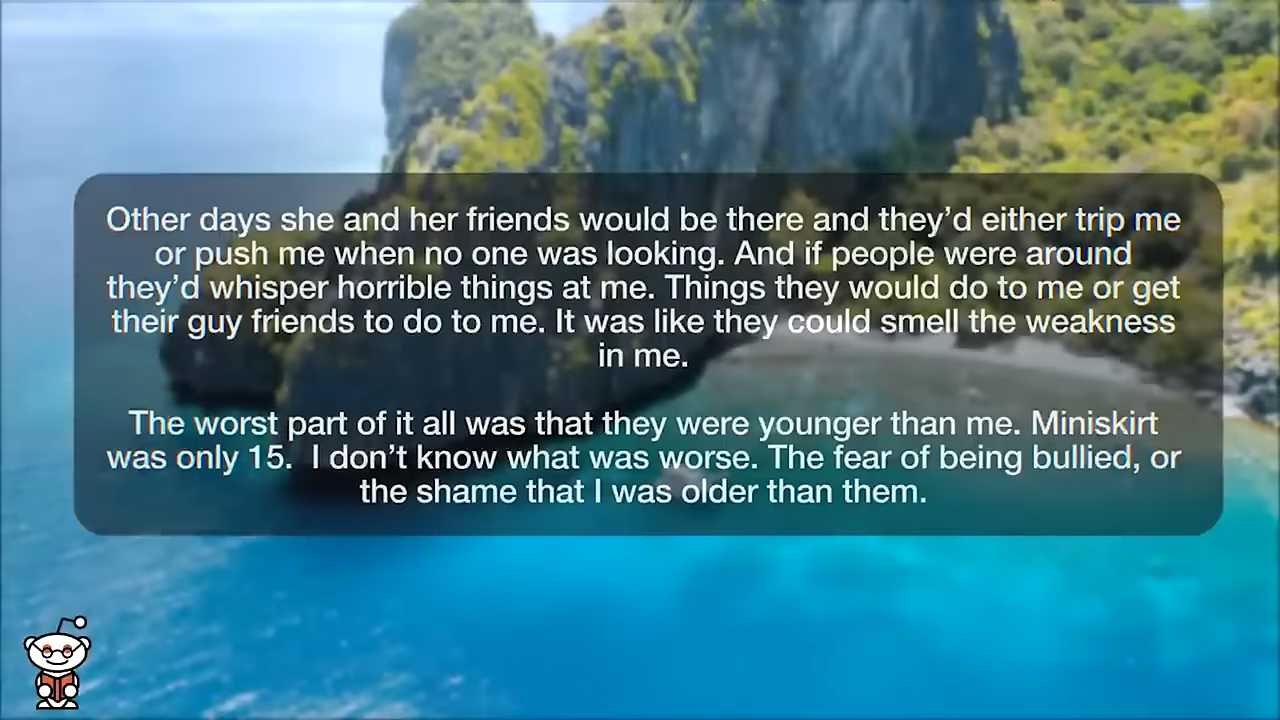 Other days she and her friends would be there and they’d either trip me
or push me when no one was looking. And if people were around
they’d whisper horrible things at me. Things they would do to me or get
their guy friends to do to me. It was like they could smell the weakness
in me.
The worst part of it all was that they were younger than me. Miniskirt
was only 15.  I don’t know what was worse. The fear of being bullied, or
the shame that I was older than them.